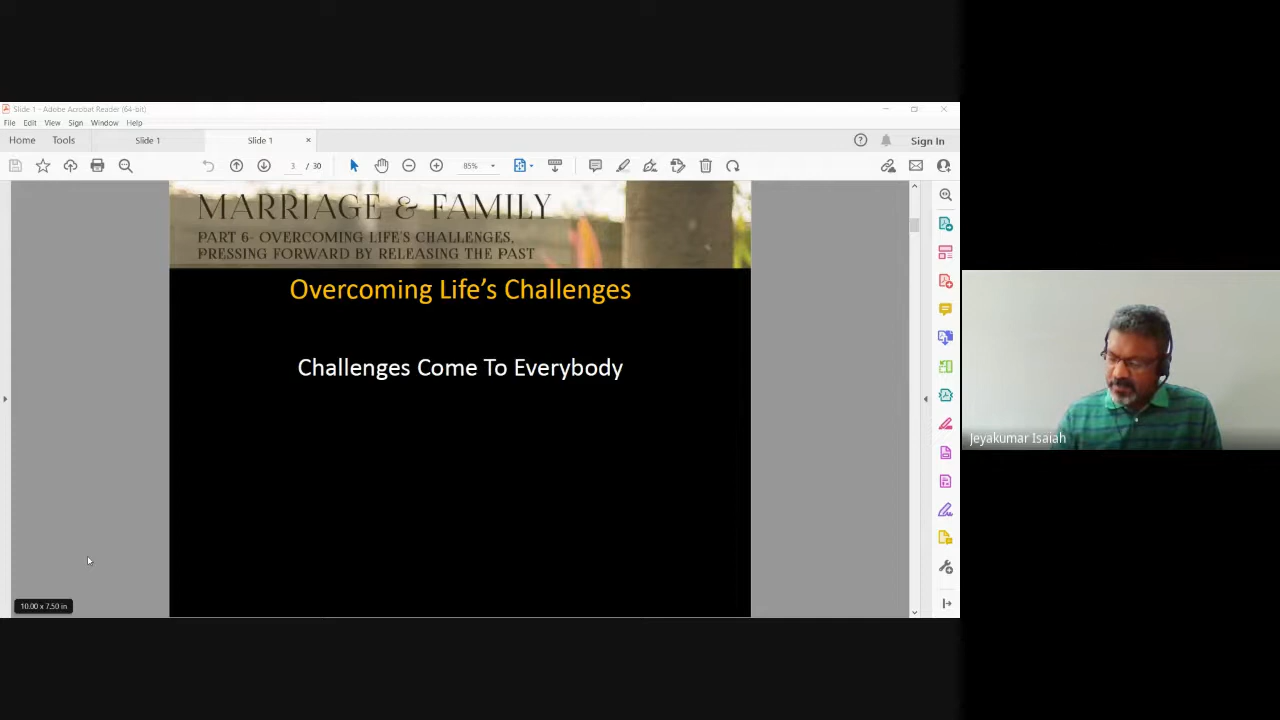 Slide 1 - Adobe Acrobat Reader (64-bit)
File Edit View Sign Window Help
Home Tools Slide 1 Slide 1 × Sign In
3 / 30 85%
MARRIAGE & FAMILY
PART 6- OVERCOMING LIFE'S CHALLENGES,
PRESSING FORWARD BY RELEASING THE PAST
Overcoming Life's Challenges
Challenges Come To Everybody
Jeyakumar Isaiah
10.00 x 7.50 in